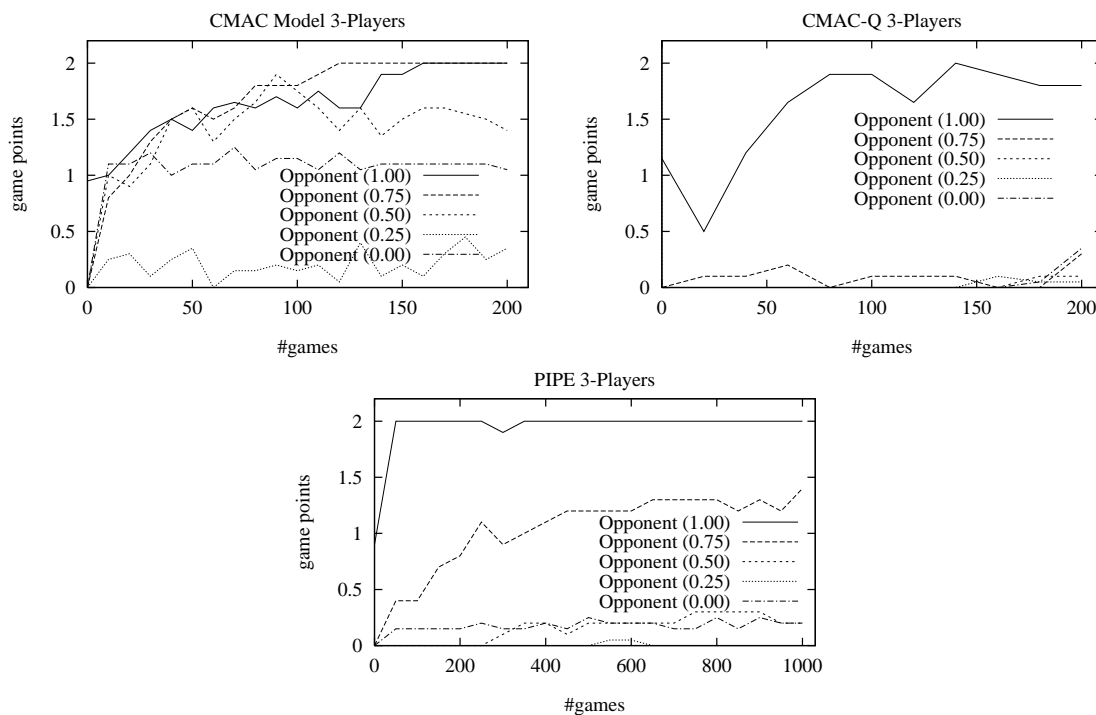 CMAC Model 3-Players
game points
2
1.5
1
0.5
0
Opponent (1.00)
Opponent (0.75)
Opponent (0.50)
Opponent (0.25)
Opponent (0.00)
0 50 100 150 200
#games
CMAC-Q 3-Players
game points
2
1.5
1
0.5
0
Opponent (1.00)
Opponent (0.75)
Opponent (0.50)
Opponent (0.25)
Opponent (0.00)
0 50 100 150 200
#games
PIPE 3-Players
game points
2
1.5
1
0.5
0
Opponent (1.00)
Opponent (0.75)
Opponent (0.50)
Opponent (0.25)
Opponent (0.00)
0 200 400 600 800 1000
#games